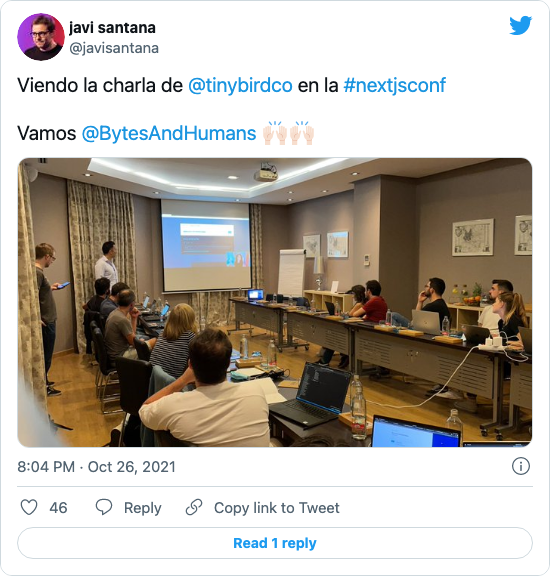 javi santana
@javisantana
Viendo la charla de @tinybirdco en la #nextjsconf
Vamos @BytesAndHumans 🙌🏻🙌🏻
8:04 PM · Oct 26, 2021
46 Reply Copy link to Tweet
Read 1 reply